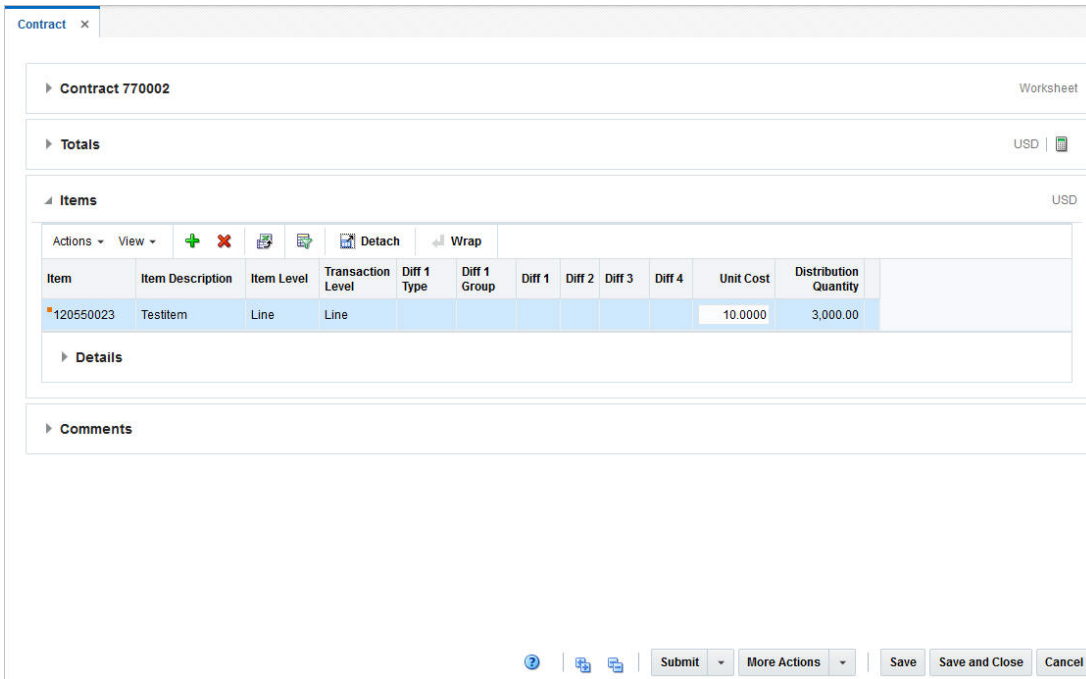 Contract ×
Contract 770002 Worksheet
Totals USD
Items USD
Actions View Detach Wrap
Item Item Description Item Level Transaction Level Diff 1 Type Diff 1 Group Diff 1 Diff 2 Diff 3 Diff 4 Unit Cost Distribution Quantity
120550023 Testitem Line Line 10.0000 3,000.00
Details
Comments
? Submit More Actions Save Save and Close Cancel